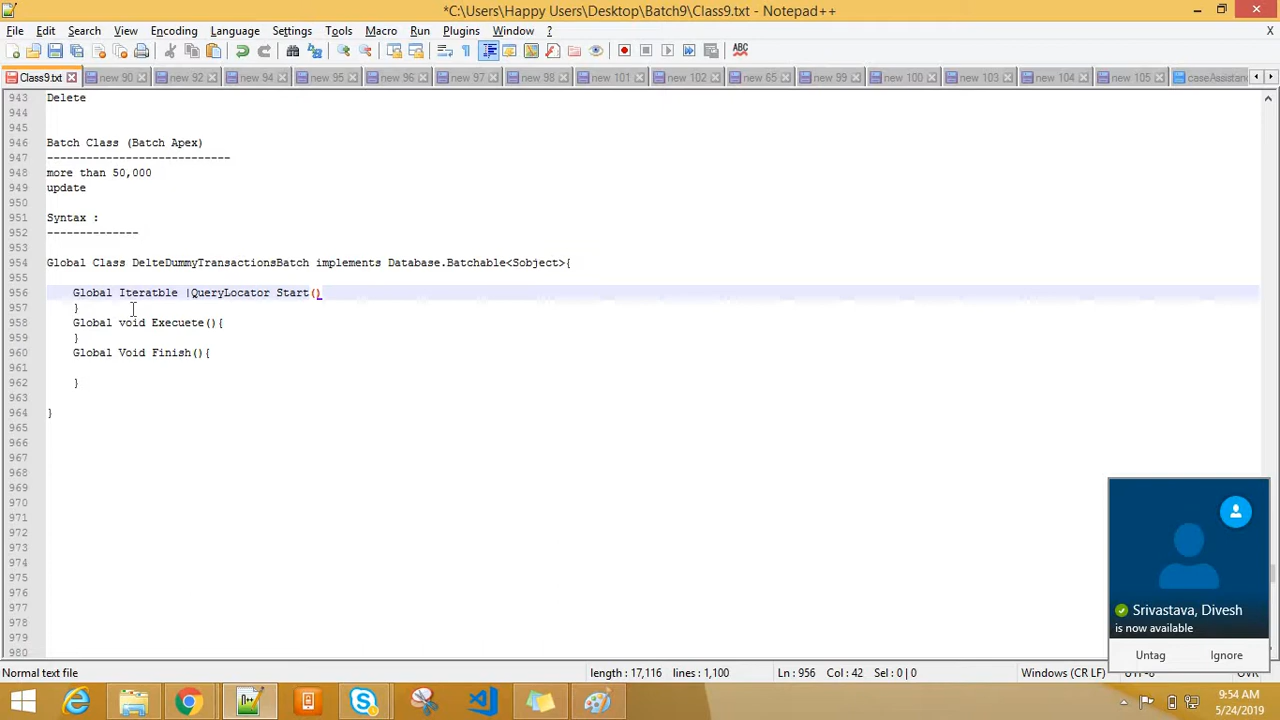 *C:\Users\Happy Users\Desktop\Batch9\Class9.txt - Notepad++
File Edit Search View Encoding Language Settings Tools Macro Run Plugins Window ? X
ABC
Class9.txt new 90 new 92 new 94 new 95 new 96 new 97 new 98 new 101 new 102 new 65 new 99 new 100 new 103 new 104 new 105 caseAssistant
943 Delete
944
945
946 Batch Class (Batch Apex)
947 ----------------------------
948 more than 50,000
949 update
950
951 Syntax :
952 --------------
953
954 Global Class DelteDummyTransactionsBatch implements Database.Batchable<Sobject>{
955
956 Global Iteratble |QueryLocator Start()
957 }
958 Global void Execuete(){
959 }
960 Global Void Finish(){
961
962 }
963
964 }
965
966
967
968
969
970
971
972
973
974
975
976
977
978
979
980
Srivastava, Divesh
is now available
Untag Ignore
Normal text file length : 17,116 lines : 1,100 Ln : 956 Col : 42 Sel : 0 | 0 Windows (CR LF)
9:54 AM
5/24/2019